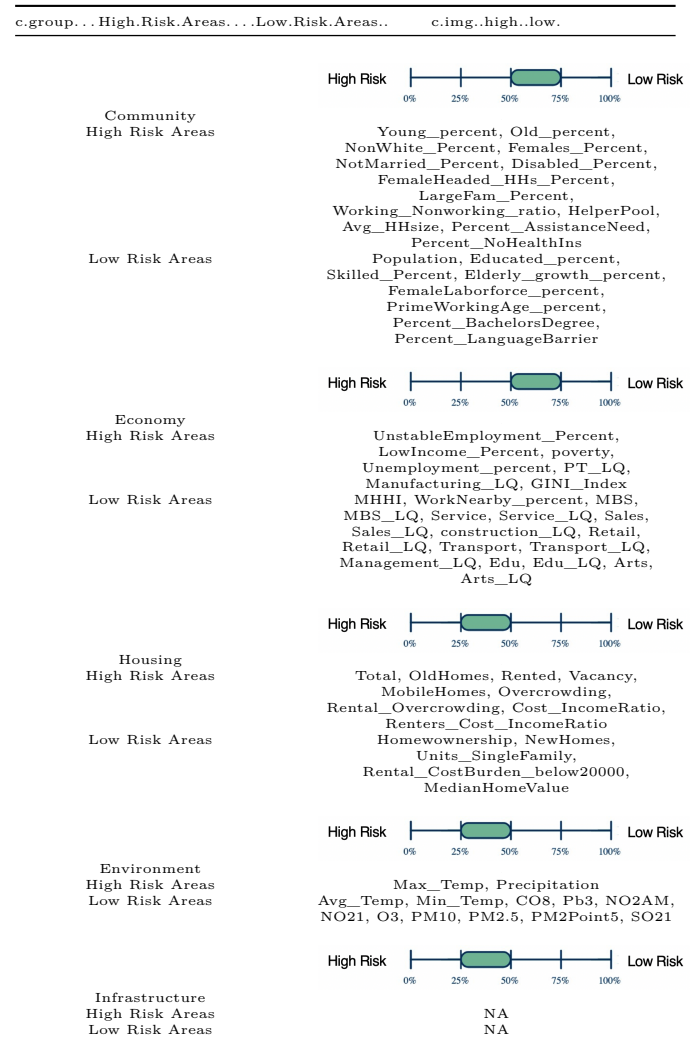 c.group... High.Risk.Areas....Low.Risk.Areas.. c.img..high..low.
High Risk Low Risk
0% 25% 50% 75% 100%
Community
High Risk Areas Young_percent, Old_percent,
NonWhite_Percent, Females_Percent,
NotMarried_Percent, Disabled_Percent,
FemaleHeaded_HHs_Percent,
LargeFam_Percent,
Working_Nonworking_ratio, HelperPool,
Avg_HHsize, Percent_AssistanceNeed,
Percent_NoHealthIns
Low Risk Areas Population, Educated_percent,
Skilled_Percent, Elderly_growth_percent,
FemaleLaborforce_percent,
PrimeWorkingAge_percent,
Percent_BachelorsDegree,
Percent_LanguageBarrier
High Risk Low Risk
0% 25% 50% 75% 100%
Economy
High Risk Areas UnstableEmployment_Percent,
LowIncome_Percent, poverty,
Unemployment_percent, PT_LQ,
Manufacturing_LQ, GINI_Index
Low Risk Areas MHHI, WorkNearby_percent, MBS,
MBS_LQ, Service, Service_LQ, Sales,
Sales_LQ, construction_LQ, Retail,
Retail_LQ, Transport, Transport_LQ,
Management_LQ, Edu, Edu_LQ, Arts,
Arts_LQ
High Risk Low Risk
0% 25% 50% 75% 100%
Housing
High Risk Areas Total, OldHomes, Rented, Vacancy,
MobileHomes, Overcrowding,
Rental_Overcrowding, Cost_IncomeRatio,
Renters_Cost_IncomeRatio
Low Risk Areas Homewownership, NewHomes,
Units_SingleFamily,
Rental_CostBurden_below20000,
MedianHomeValue
High Risk Low Risk
0% 25% 50% 75% 100%
Environment
High Risk Areas Max_Temp, Precipitation
Low Risk Areas Avg_Temp, Min_Temp, CO8, Pb3, NO2AM,
NO21, O3, PM10, PM2.5, PM2Point5, SO21
High Risk Low Risk
0% 25% 50% 75% 100%
Infrastructure
High Risk Areas NA
Low Risk Areas NA